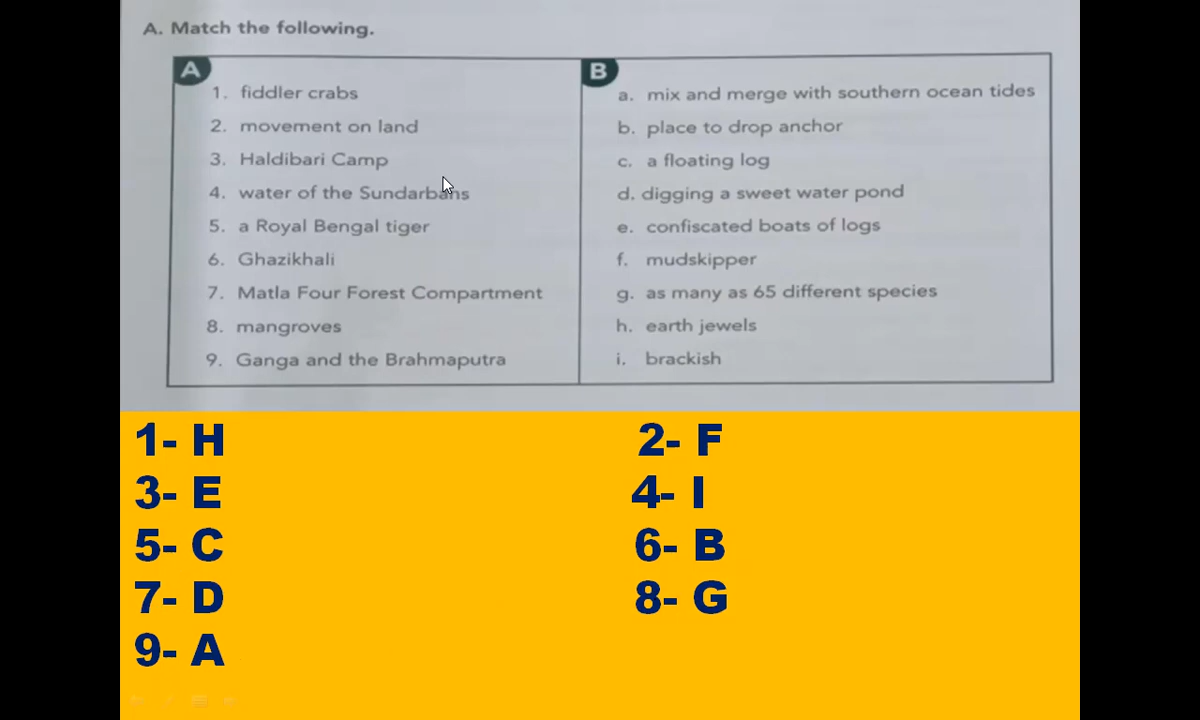 A. Match the following.
A
1. fiddler crabs
2. movement on land
3. Haldibari Camp
4. water of the Sundarbans
5. a Royal Bengal tiger
6. Ghazikhali
7. Matla Four Forest Compartment
8. mangroves
9. Ganga and the Brahmaputra
B
a. mix and merge with southern ocean tides
b. place to drop anchor
c. a floating log
d. digging a sweet water pond
e. confiscated boats of logs
f. mudskipper
g. as many as 65 different species
h. earth jewels
i. brackish
1- H 2- F
3- E 4- I
5- C 6- B
7- D 8- G
9- A